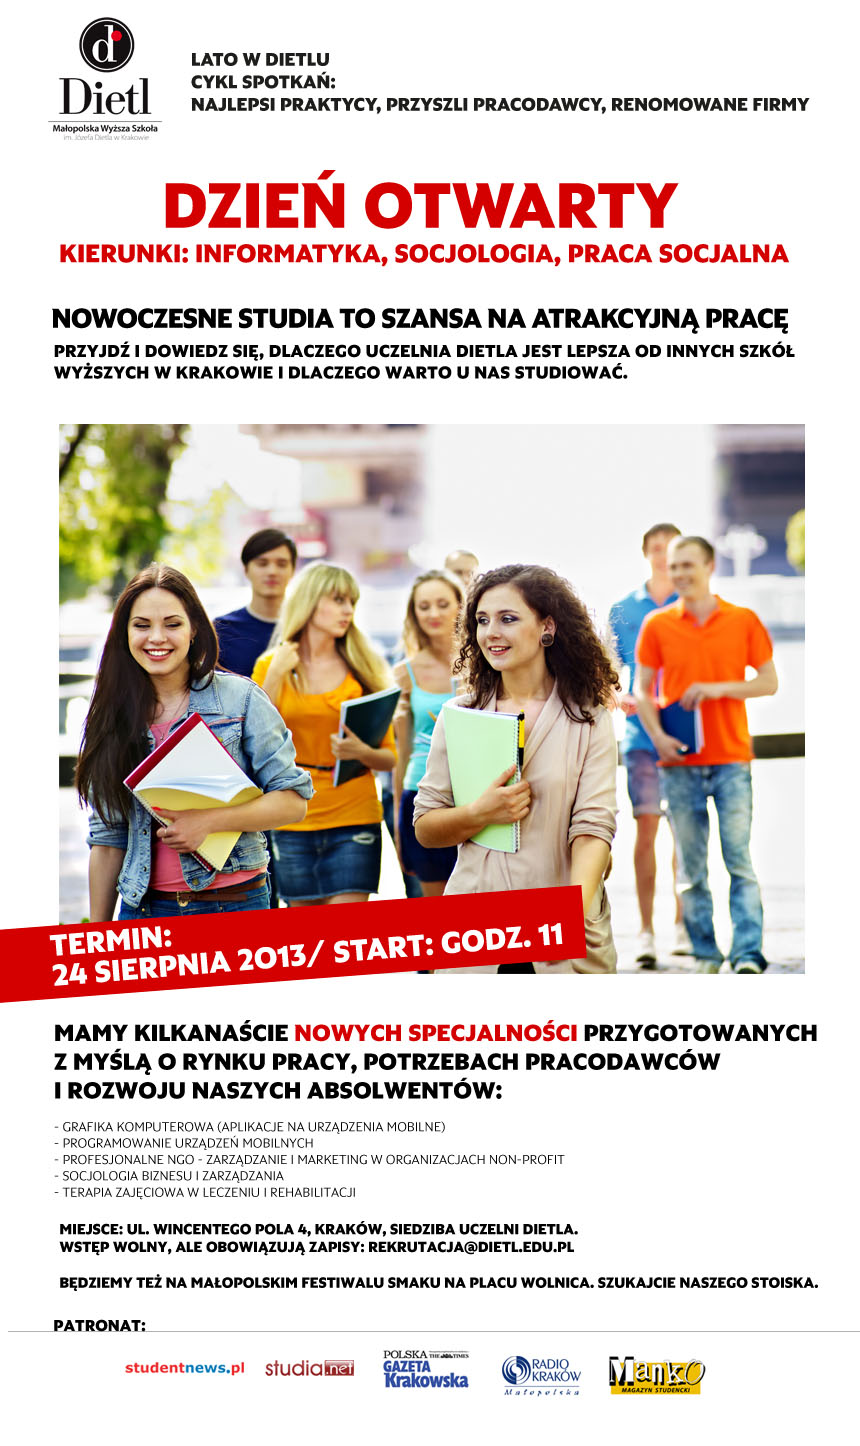 d
Dietl
Małopolska Wyższa Szkoła
im. Józefa Dietla w Krakowie
LATO W DIETLU
CYKL SPOTKAŃ:
NAJLEPSI PRAKTYCY, PRZYSZLI PRACODAWCY, RENOMOWANE FIRMY
DZIEŃ OTWARTY
KIERUNKI: INFORMATYKA, SOCJOLOGIA, PRACA SOCJALNA
NOWOCZESNE STUDIA TO SZANSA NA ATRAKCYJNĄ PRACĘ
PRZYJDŹ I DOWIEDZ SIĘ, DLACZEGO UCZELNIA DIETLA JEST LEPSZA OD INNYCH SZKÓŁ
WYŻSZYCH W KRAKOWIE I DLACZEGO WARTO U NAS STUDIOWAĆ.
TERMIN:
24 SIERPNIA 2013/ START: GODZ. 11
MAMY KILKANAŚCIE NOWYCH SPECJALNOŚCI PRZYGOTOWANYCH
Z MYŚLĄ O RYNKU PRACY, POTRZEBACH PRACODAWCÓW
I ROZWOJU NASZYCH ABSOLWENTÓW:
- GRAFIKA KOMPUTEROWA (APLIKACJE NA URZĄDZENIA MOBILNE)
- PROGRAMOWANIE URZĄDZEŃ MOBILNYCH
- PROFESJONALNE NGO - ZARZĄDZANIE I MARKETING W ORGANIZACJACH NON-PROFIT
- SOCJOLOGIA BIZNESU I ZARZĄDZANIA
- TERAPIA ZAJĘCIOWA W LECZENIU I REHABILITACJI
MIEJSCE: UL. WINCENTEGO POLA 4, KRAKÓW, SIEDZIBA UCZELNI DIETLA.
WSTĘP WOLNY, ALE OBOWIĄZUJĄ ZAPISY: REKRUTACJA@DIETL.EDU.PL
BĘDZIEMY TEŻ NA MAŁOPOLSKIM FESTIWALU SMAKU NA PLACU WOLNICA. SZUKAJCIE NASZEGO STOISKA.
PATRONAT:
studentnews.pl
studia.net
POLSKA THE TIMES
GAZETA
Krakowska
RADIO
KRAKÓW
Małopolska
Manko
MAGAZYN STUDENCKI